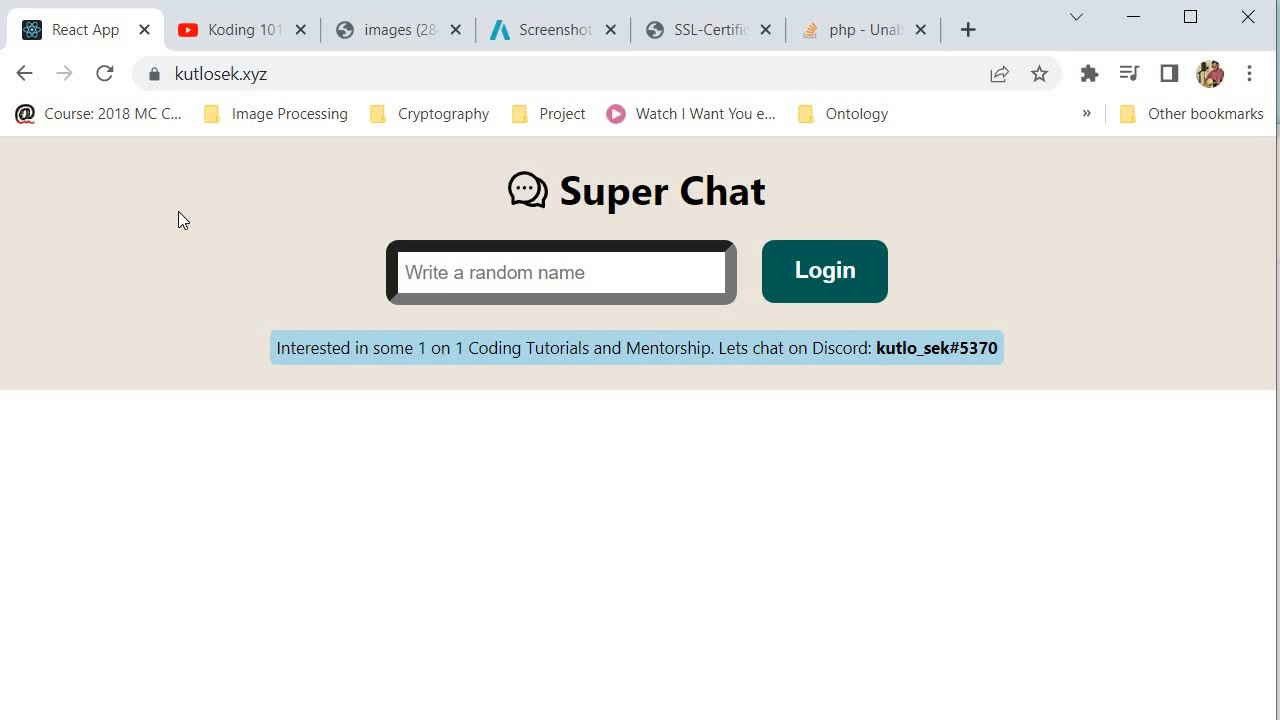 React App
Koding 101
images (28
Screenshot
SSL-Certific
php - Unab
kutlosek.xyz
Course: 2018 MC C...
Image Processing
Cryptography
Project
Watch I Want You e...
Ontology
»
Other bookmarks
Super Chat
Write a random name
Login
Interested in some 1 on 1 Coding Tutorials and Mentorship. Lets chat on Discord: kutlo_sek#5370